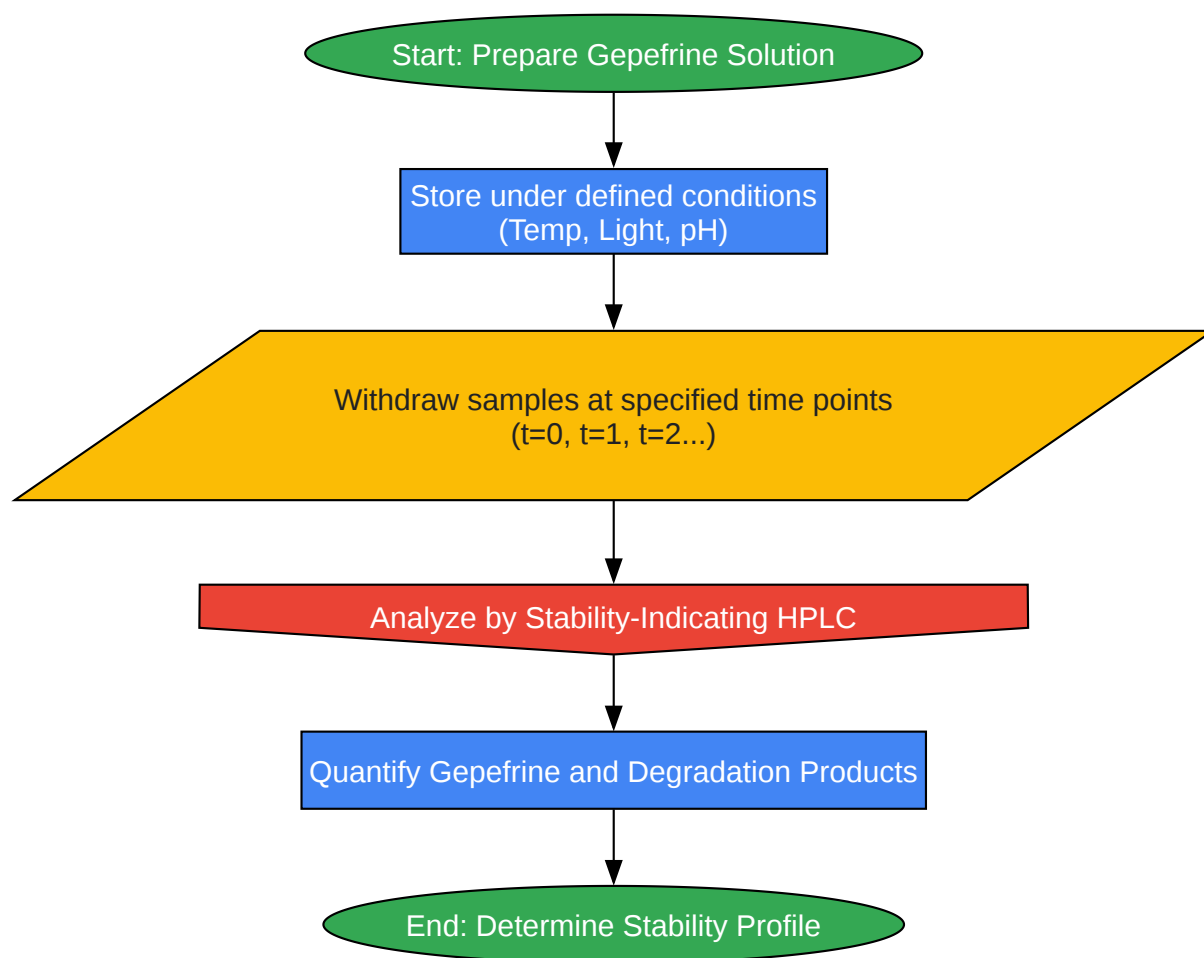 Start: Prepare Gepefrine Solution
Store under defined conditions
(Temp, Light, pH)
Withdraw samples at specified time points
(t=0, t=1, t=2...)
Analyze by Stability-Indicating HPLC
Quantify Gepefrine and Degradation Products
End: Determine Stability Profile